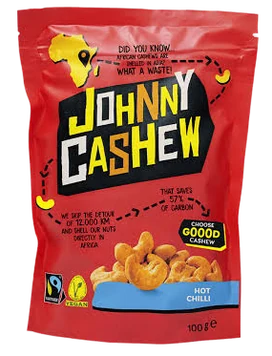 DID YOU KNOW
AFRICAN CASHEWS ARE
SHELLED IN ASIA?
WHAT A WASTE!
JOHNNY
CASHEW
THAT SAVES
57%
OF CARBON
WE SKIP THE DETOUR
OF 12.000 KM
AND SHELL OUR NUTS
DIRECTLY IN
AFRICA
CHOOSE
GOOOD
CASHEW
HOT
CHILLI
FAIRTRADE
VEGAN
100g e